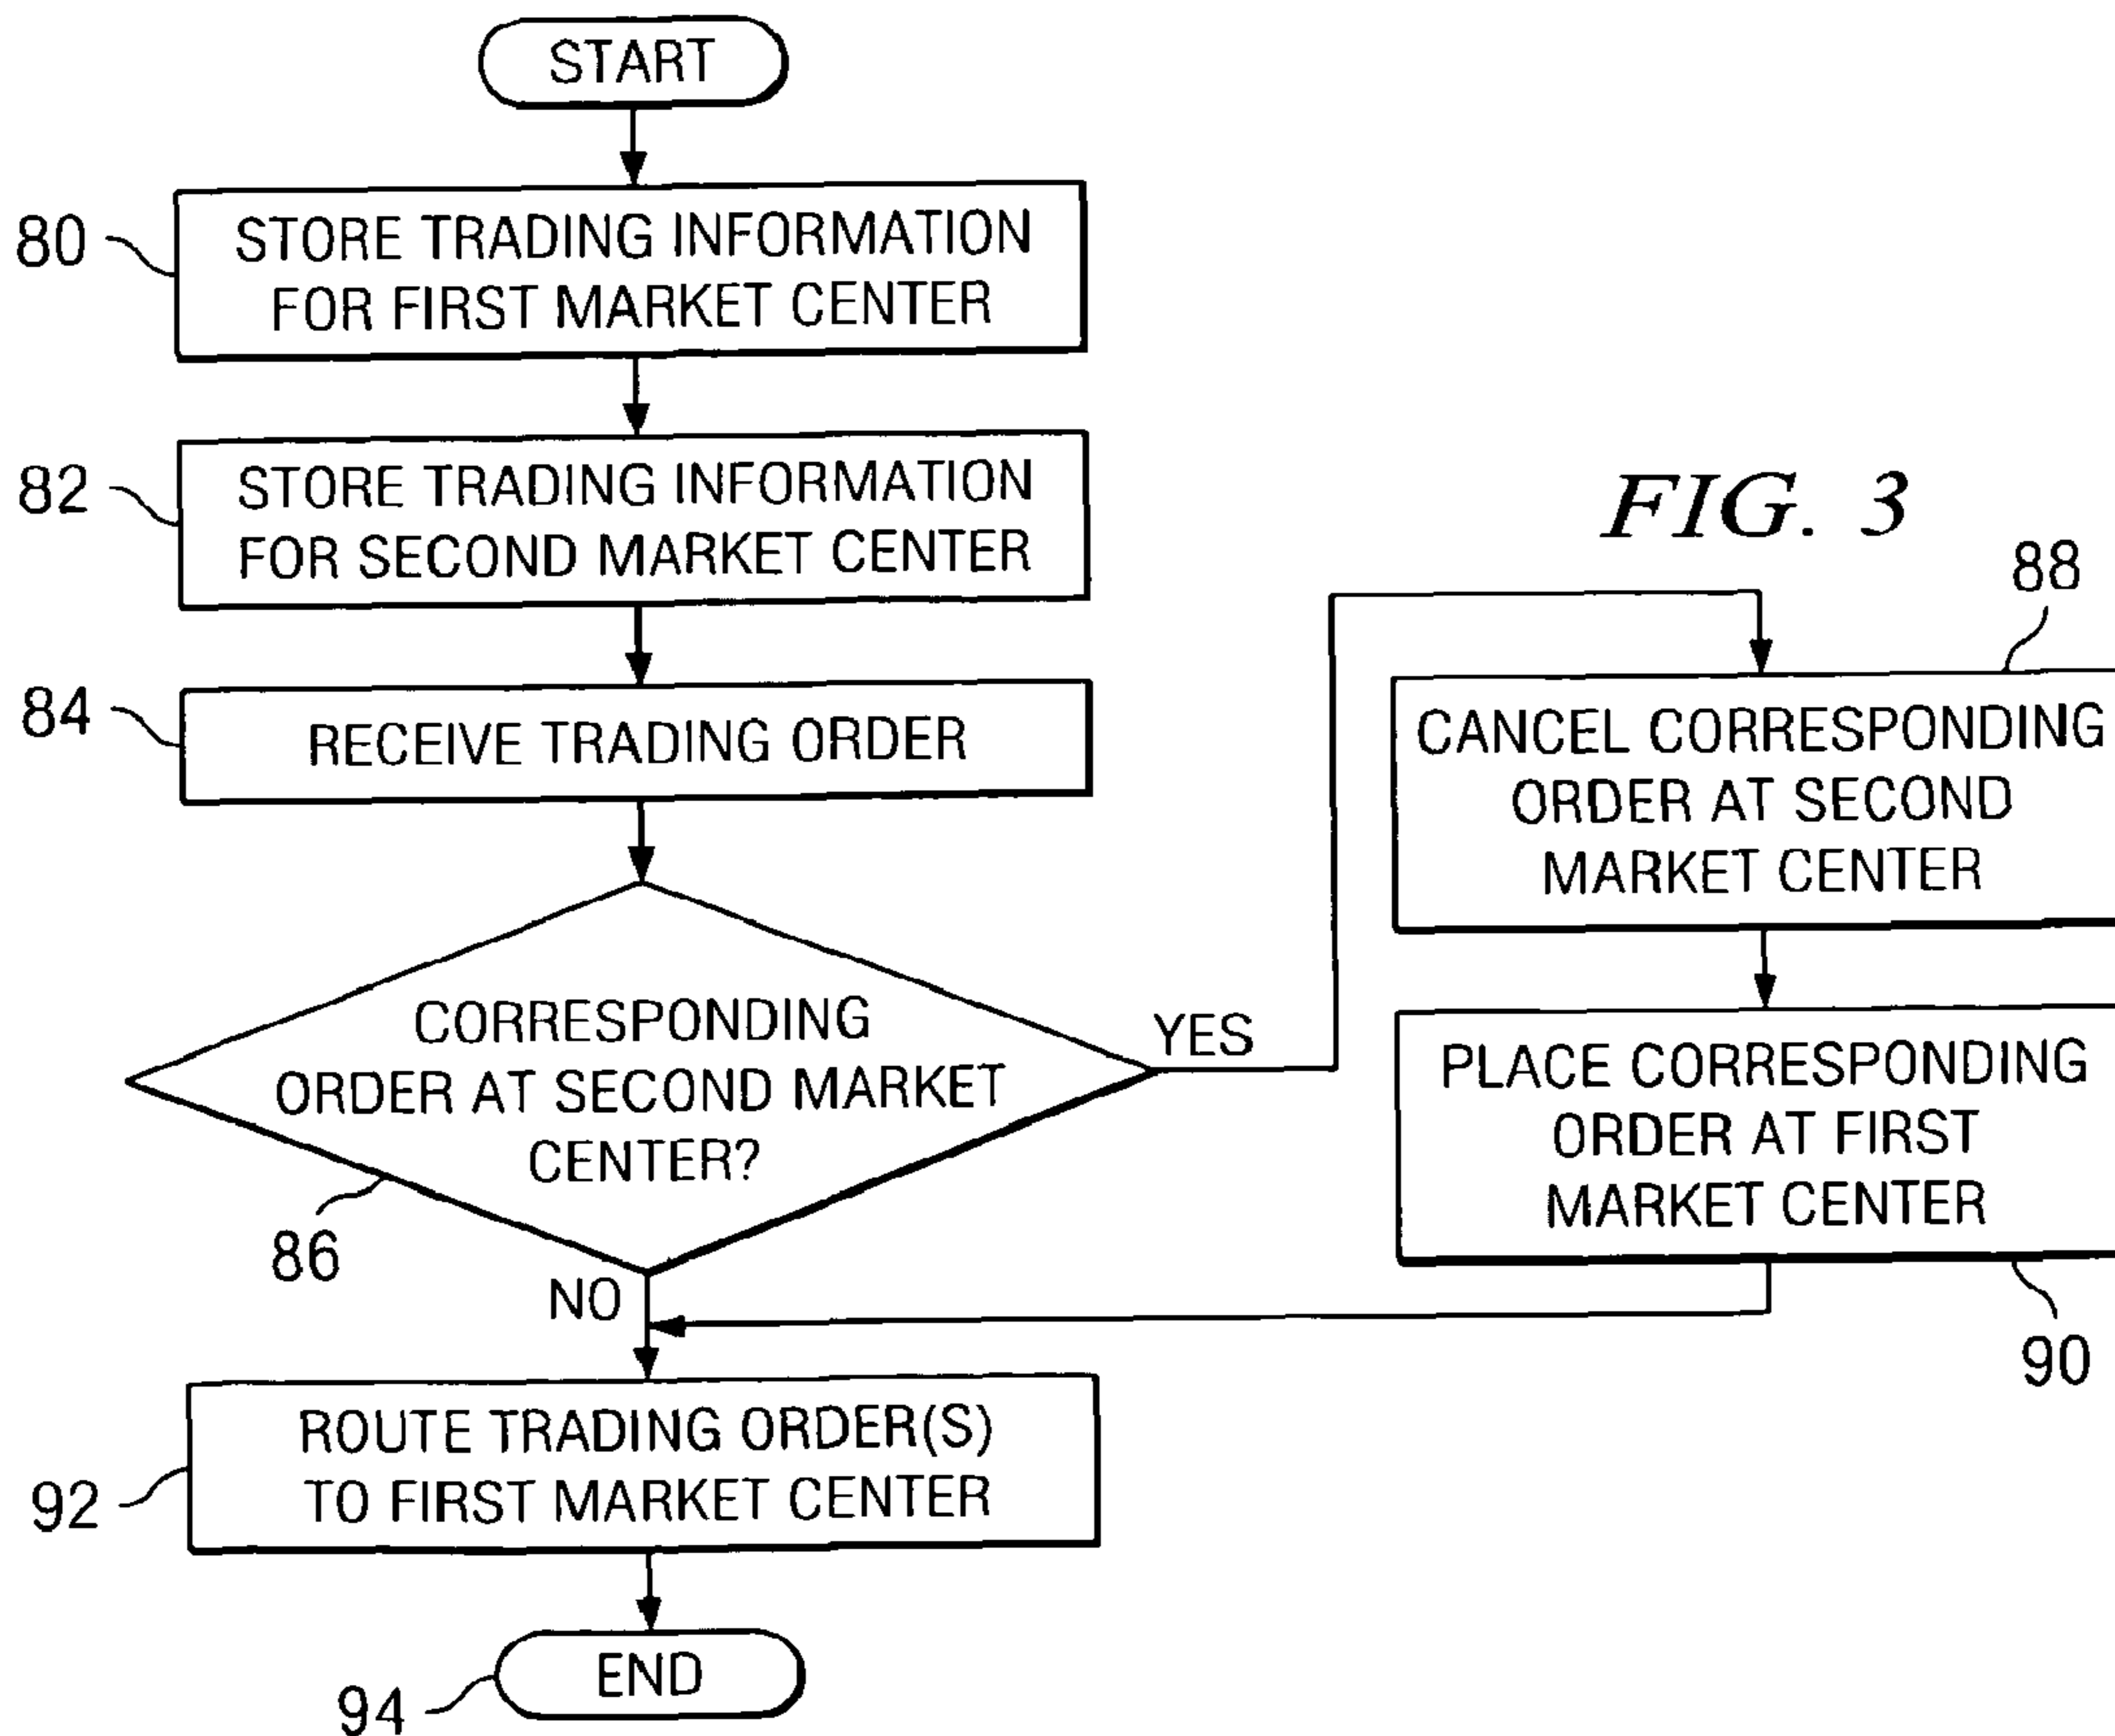 START
80
STORE TRADING INFORMATION
FOR FIRST MARKET CENTER
82
STORE TRADING INFORMATION
FOR SECOND MARKET CENTER
FIG. 3
84
RECEIVE TRADING ORDER
86
CORRESPONDING
ORDER AT SECOND MARKET
CENTER?
YES
NO
88
CANCEL CORRESPONDING
ORDER AT SECOND
MARKET CENTER
PLACE CORRESPONDING
ORDER AT FIRST
MARKET CENTER
90
92
ROUTE TRADING ORDER(S)
TO FIRST MARKET CENTER
94
END